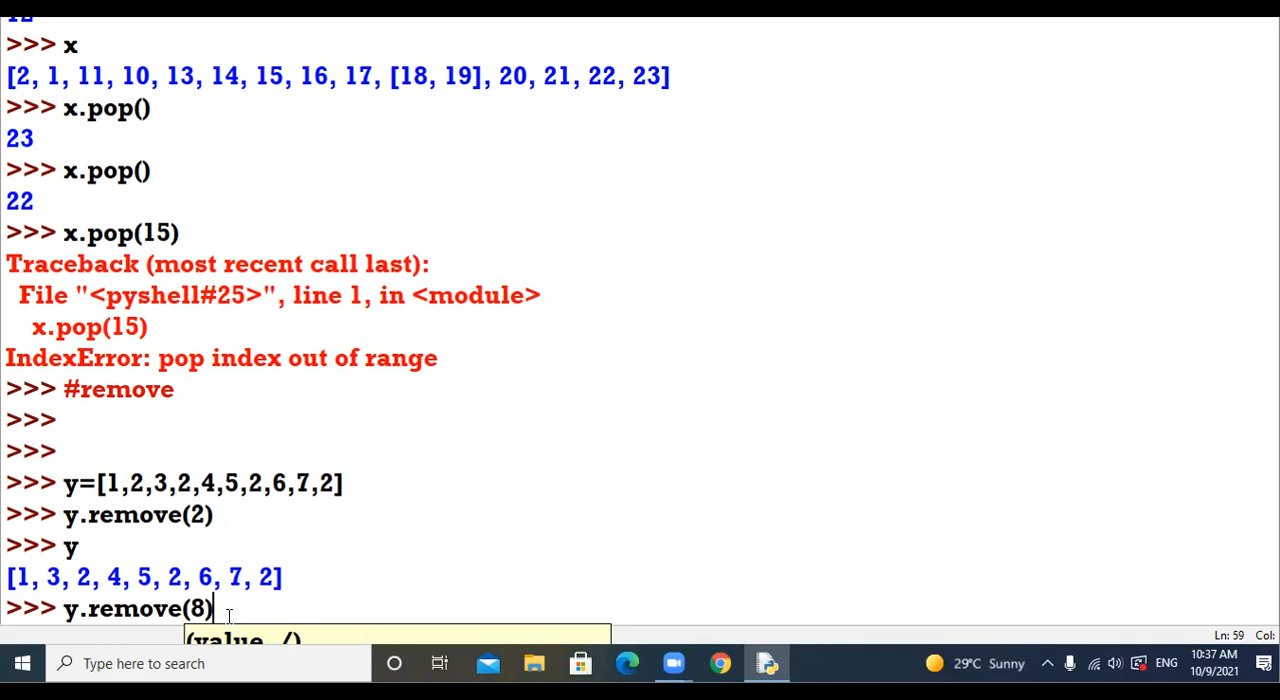 12
>>> x
[2, 1, 11, 10, 13, 14, 15, 16, 17, [18, 19], 20, 21, 22, 23]
>>> x.pop()
23
>>> x.pop()
22
>>> x.pop(15)
Traceback (most recent call last):
  File "<pyshell#25>", line 1, in <module>
    x.pop(15)
IndexError: pop index out of range
>>> #remove
>>>
>>>
>>> y=[1,2,3,2,4,5,2,6,7,2]
>>> y.remove(2)
>>> y
[1, 3, 2, 4, 5, 2, 6, 7, 2]
>>> y.remove(8)
(value, /)
Ln: 59 Col:
Type here to search
29°C Sunny
ENG
10:37 AM
10/9/2021